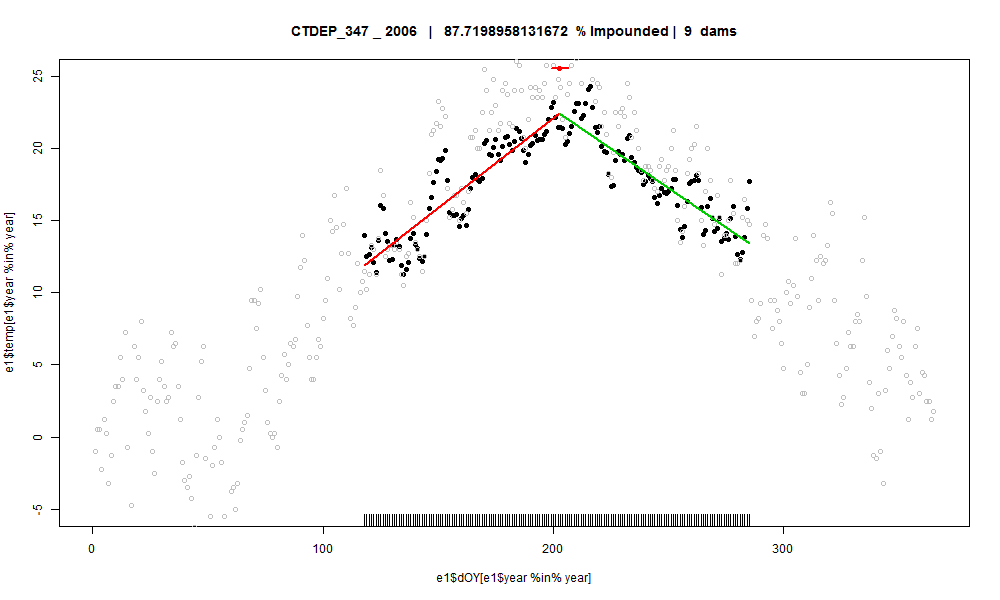 CTDEP_347 _ 2006 | 87.7198958131672 % Impounded | 9 dams
e1$temp[e1$year %in% year]
25
20
15
10
5
0
-5
0 100 200 300
e1$dOY[e1$year %in% year]